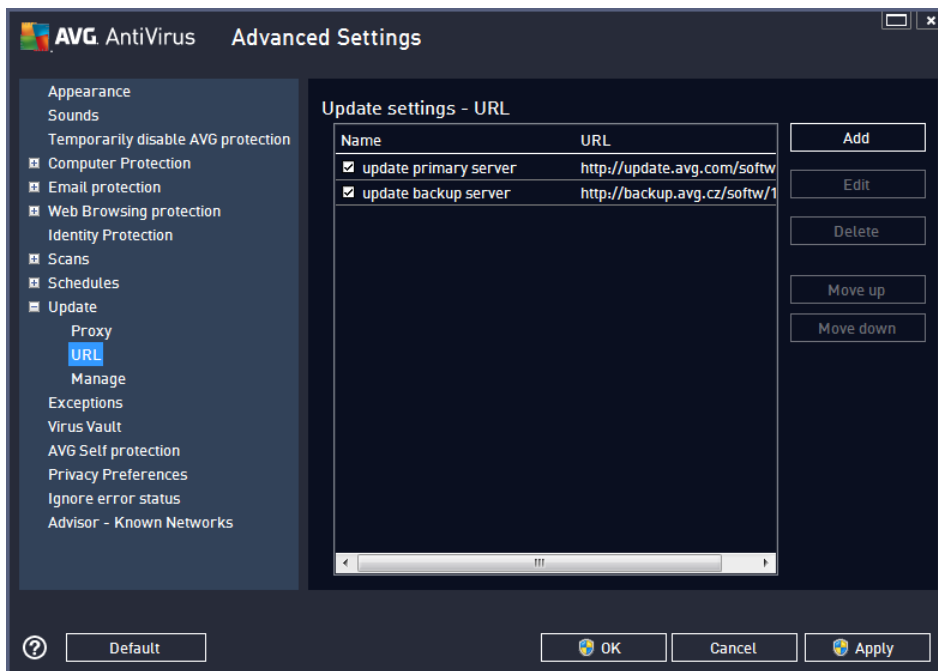 AVG. AntiVirus Advanced Settings
Appearance
Sounds
Temporarily disable AVG protection
Computer Protection
Email protection
Web Browsing protection
Identity Protection
Scans
Schedules
Update
Proxy
URL
Manage
Exceptions
Virus Vault
AVG Self protection
Privacy Preferences
Ignore error status
Advisor - Known Networks
Update settings - URL
Name URL
update primary server http://update.avg.com/softw
update backup server http://backup.avg.cz/softw/1
Add
Edit
Delete
Move up
Move down
? Default OK Cancel Apply